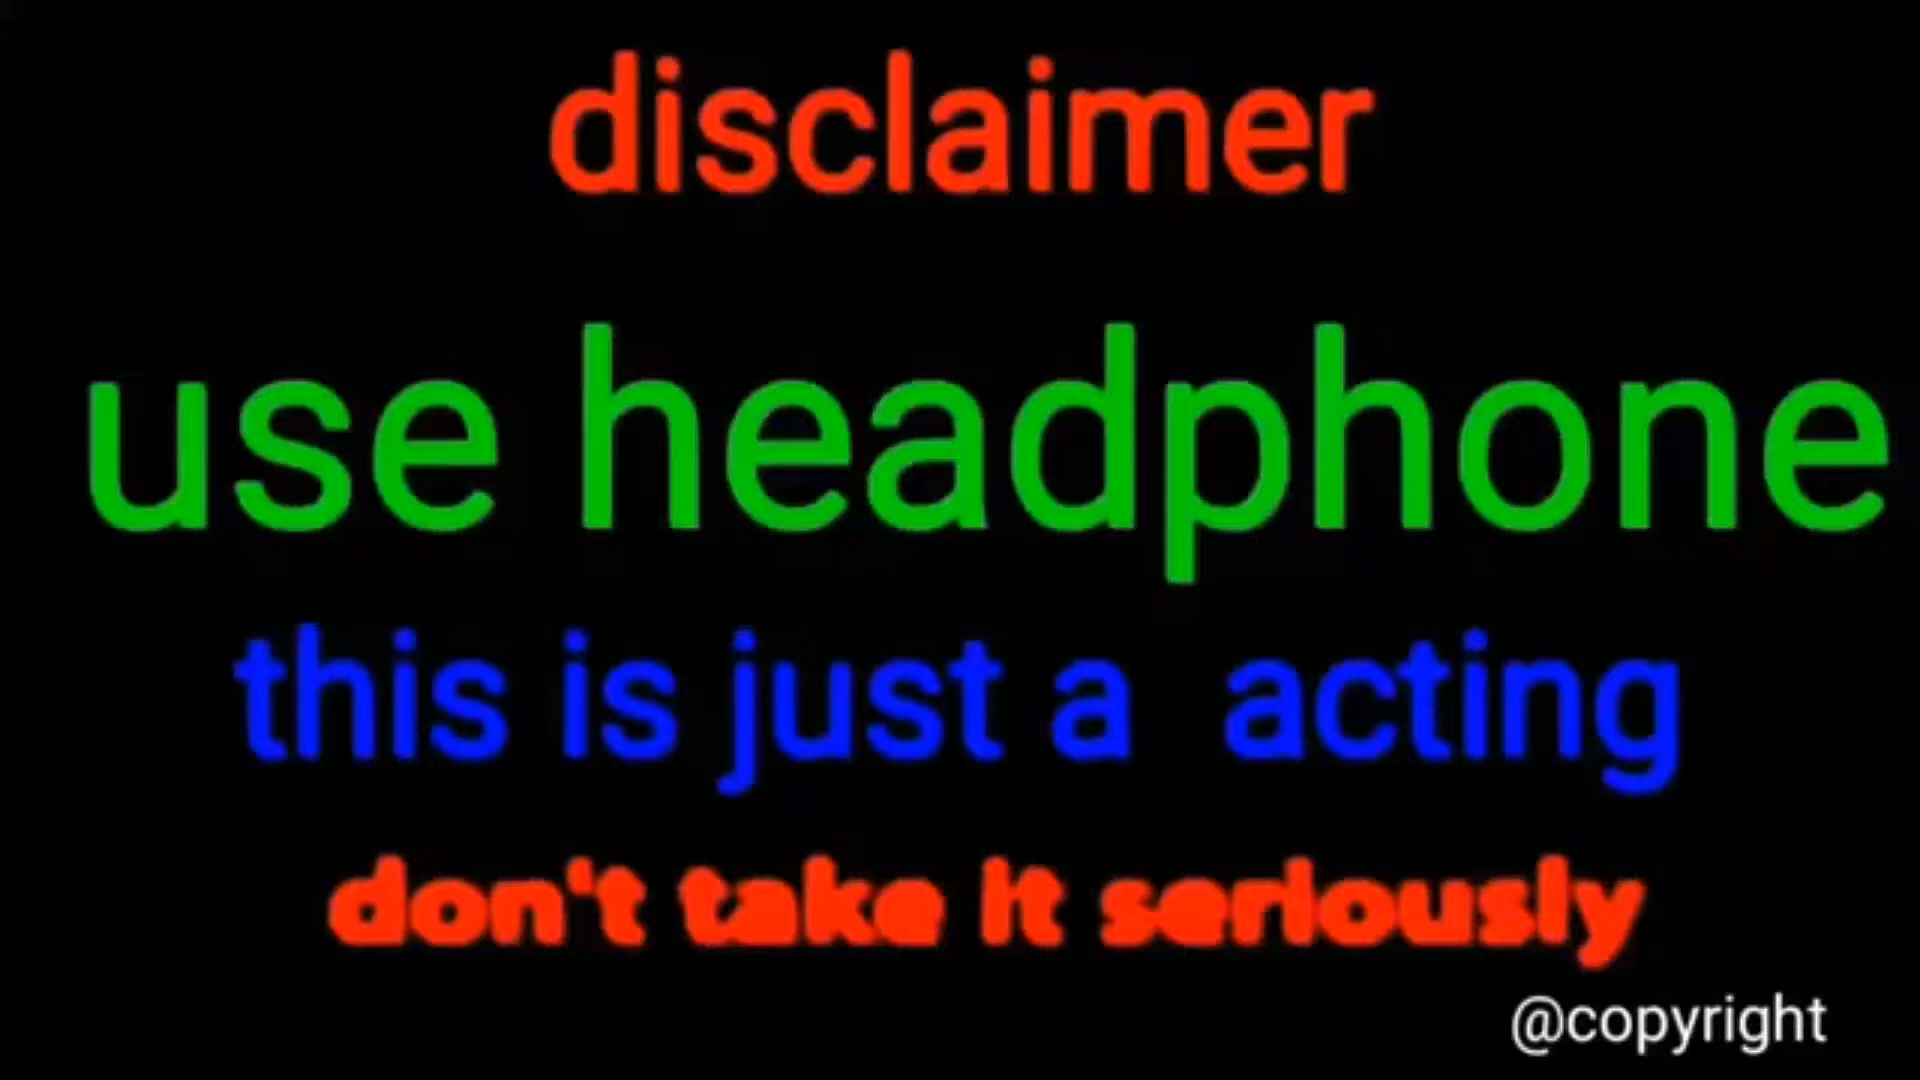 disclaimer
use headphone
this is just a acting
don't take it seriously
@copyright